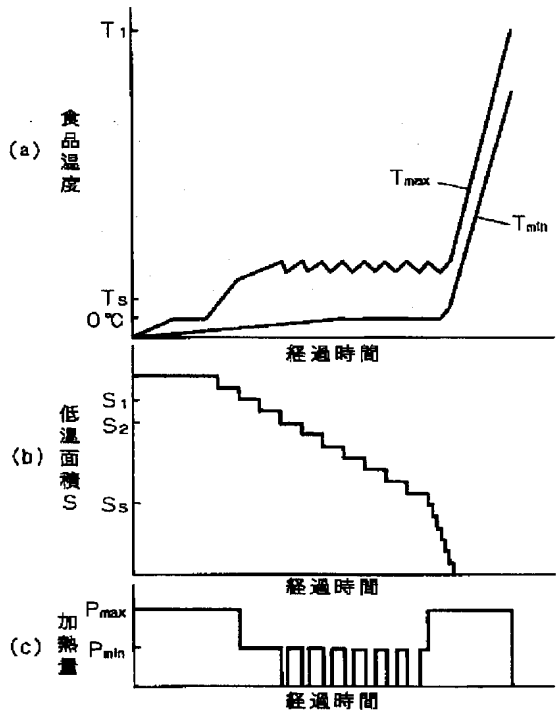 T1
(a)
食品温度
Tmax
Tmin
Ts
0℃
経過時間
(b)
低温面積S
S1
S2
Ss
経過時間
(c)
加熱量
Pmax
Pmin
経過時間